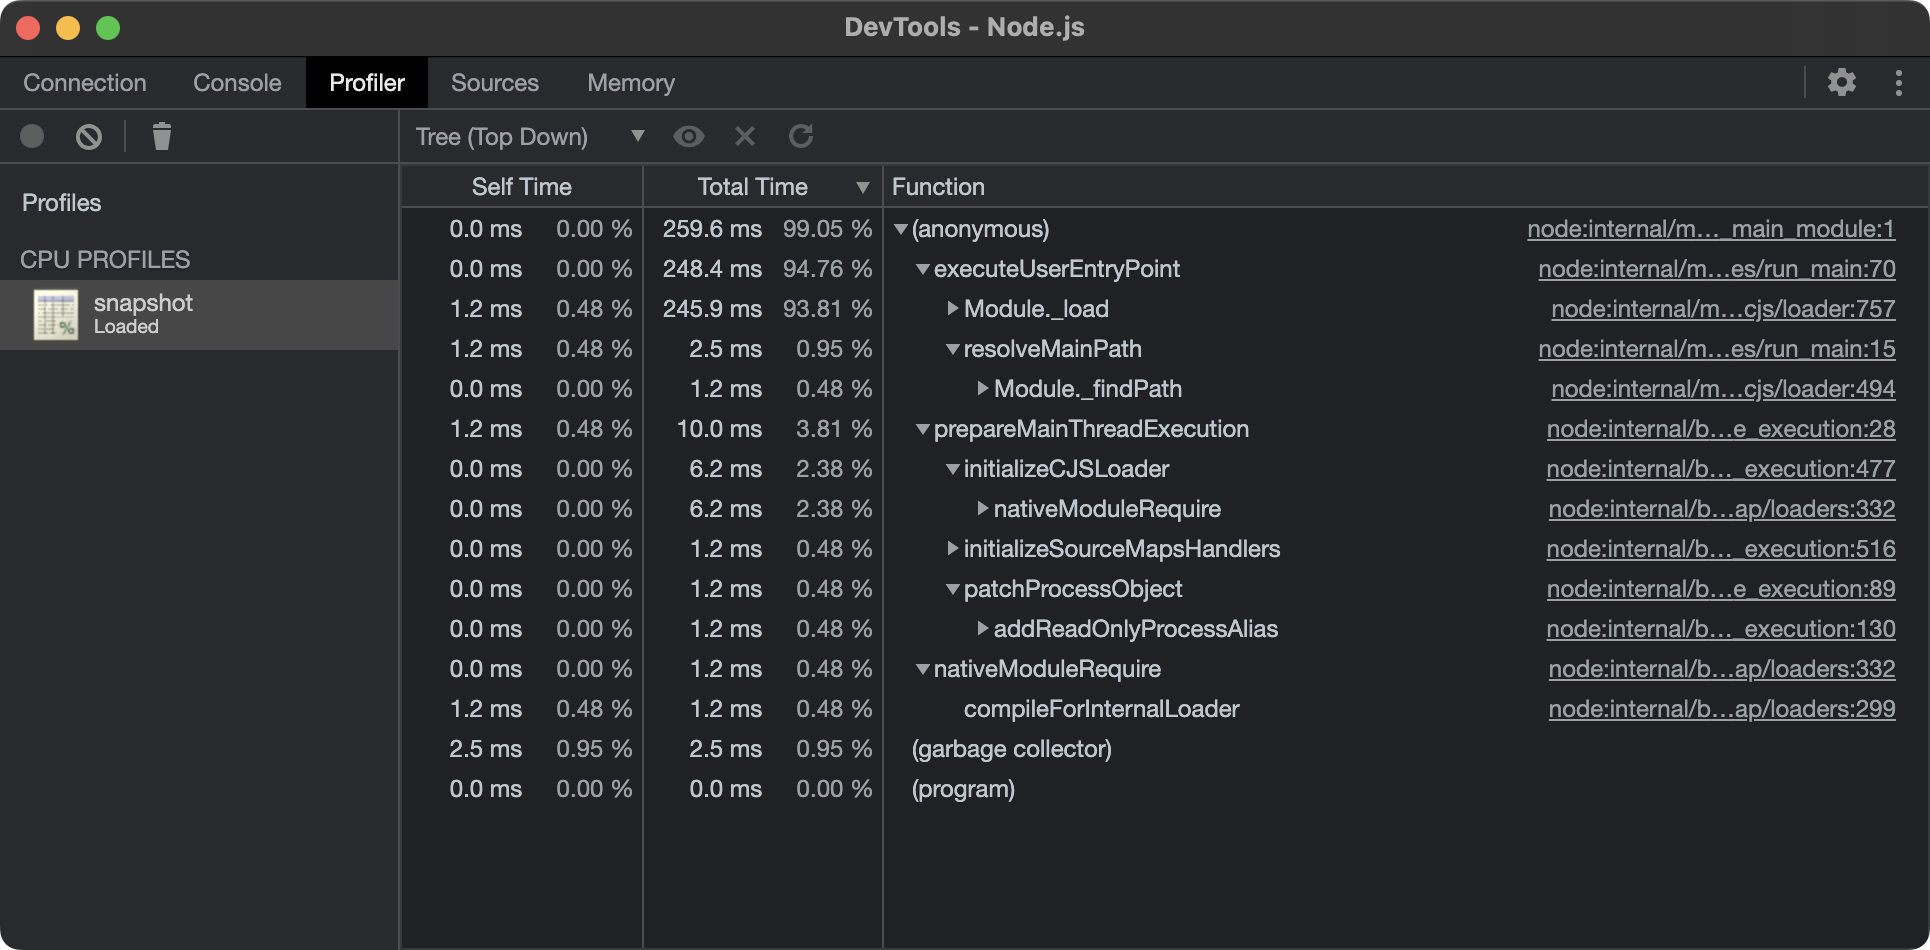 DevTools - Node.js
Connection Console Profiler Sources Memory
Tree (Top Down)
Profiles
CPU PROFILES
snapshot
Loaded
Self Time Total Time Function
0.0 ms 0.00 % 259.6 ms 99.05 % (anonymous) node:internal/m…_main_module:1
0.0 ms 0.00 % 248.4 ms 94.76 % executeUserEntryPoint node:internal/m…es/run_main:70
1.2 ms 0.48 % 245.9 ms 93.81 % Module._load node:internal/m…cjs/loader:757
1.2 ms 0.48 % 2.5 ms 0.95 % resolveMainPath node:internal/m…es/run_main:15
0.0 ms 0.00 % 1.2 ms 0.48 % Module._findPath node:internal/m…cjs/loader:494
1.2 ms 0.48 % 10.0 ms 3.81 % prepareMainThreadExecution node:internal/b…e_execution:28
0.0 ms 0.00 % 6.2 ms 2.38 % initializeCJSLoader node:internal/b…_execution:477
0.0 ms 0.00 % 6.2 ms 2.38 % nativeModuleRequire node:internal/b…ap/loaders:332
0.0 ms 0.00 % 1.2 ms 0.48 % initializeSourceMapsHandlers node:internal/b…_execution:516
0.0 ms 0.00 % 1.2 ms 0.48 % patchProcessObject node:internal/b…e_execution:89
0.0 ms 0.00 % 1.2 ms 0.48 % addReadOnlyProcessAlias node:internal/b…_execution:130
0.0 ms 0.00 % 1.2 ms 0.48 % nativeModuleRequire node:internal/b…ap/loaders:332
1.2 ms 0.48 % 1.2 ms 0.48 % compileForInternalLoader node:internal/b…ap/loaders:299
2.5 ms 0.95 % 2.5 ms 0.95 % (garbage collector)
0.0 ms 0.00 % 0.0 ms 0.00 % (program)